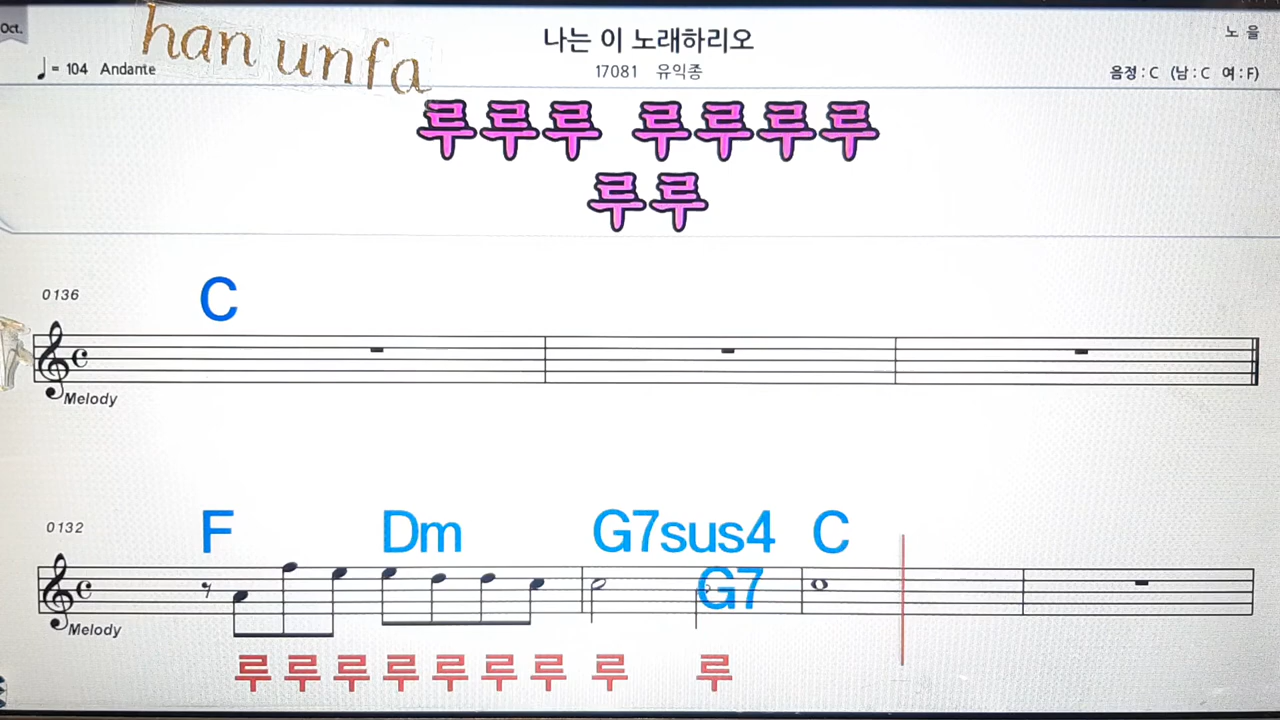 Oct.
han unfa
나는 이 노래하리오
노 을
♩= 104 Andante
17081 유익종
음정 : C (남 : C 여 : F)
루루루 루루루루
루루
0136
C
Melody
0132
F Dm G7sus4 C
G7
Melody
루 루 루 루 루 루 루 루 루